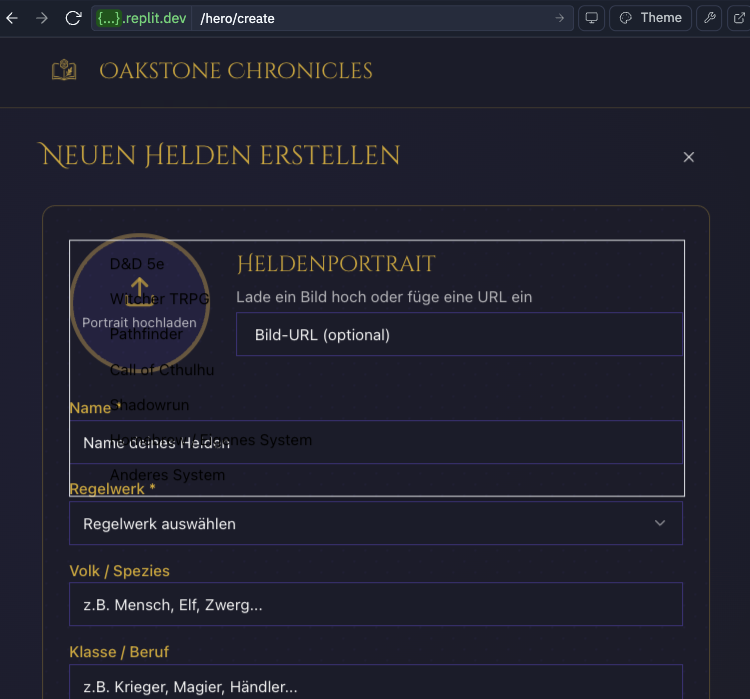 {...}.replit.dev /hero/create Theme
Oakstone Chronicles
Neuen Helden erstellen
D&D 5e
Witcher TRPG
Portrait hochladen
Pathfinder
Call of Cthulhu
Shadowrun
Homebrew / Eigenes System
Anderes System
Heldenportrait
Lade ein Bild hoch oder füge eine URL ein
Bild-URL (optional)
Name *
Name deines Helden
Regelwerk *
Regelwerk auswählen
Volk / Spezies
z.B. Mensch, Elf, Zwerg...
Klasse / Beruf
z.B. Krieger, Magier, Händler...